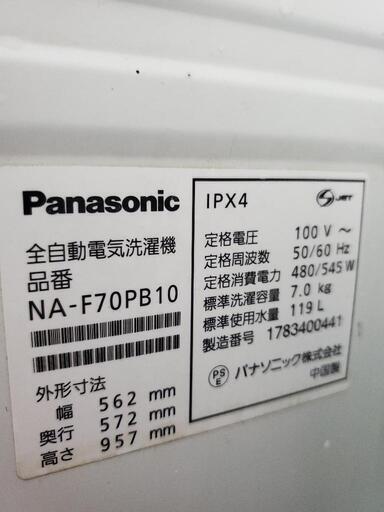 Panasonic
全自動電気洗濯機
品番
NA-F70PB10
外形寸法
幅 562 mm
奥行 572 mm
高さ 957 mm
IPX4
S JET
定格電圧 100 V ～
定格周波数 50/60 Hz
定格消費電力 480/545 W
標準洗濯容量 7.0 kg
標準使用水量 119 L
製造番号 1783400441
PS
E パナソニック株式会社
中国製